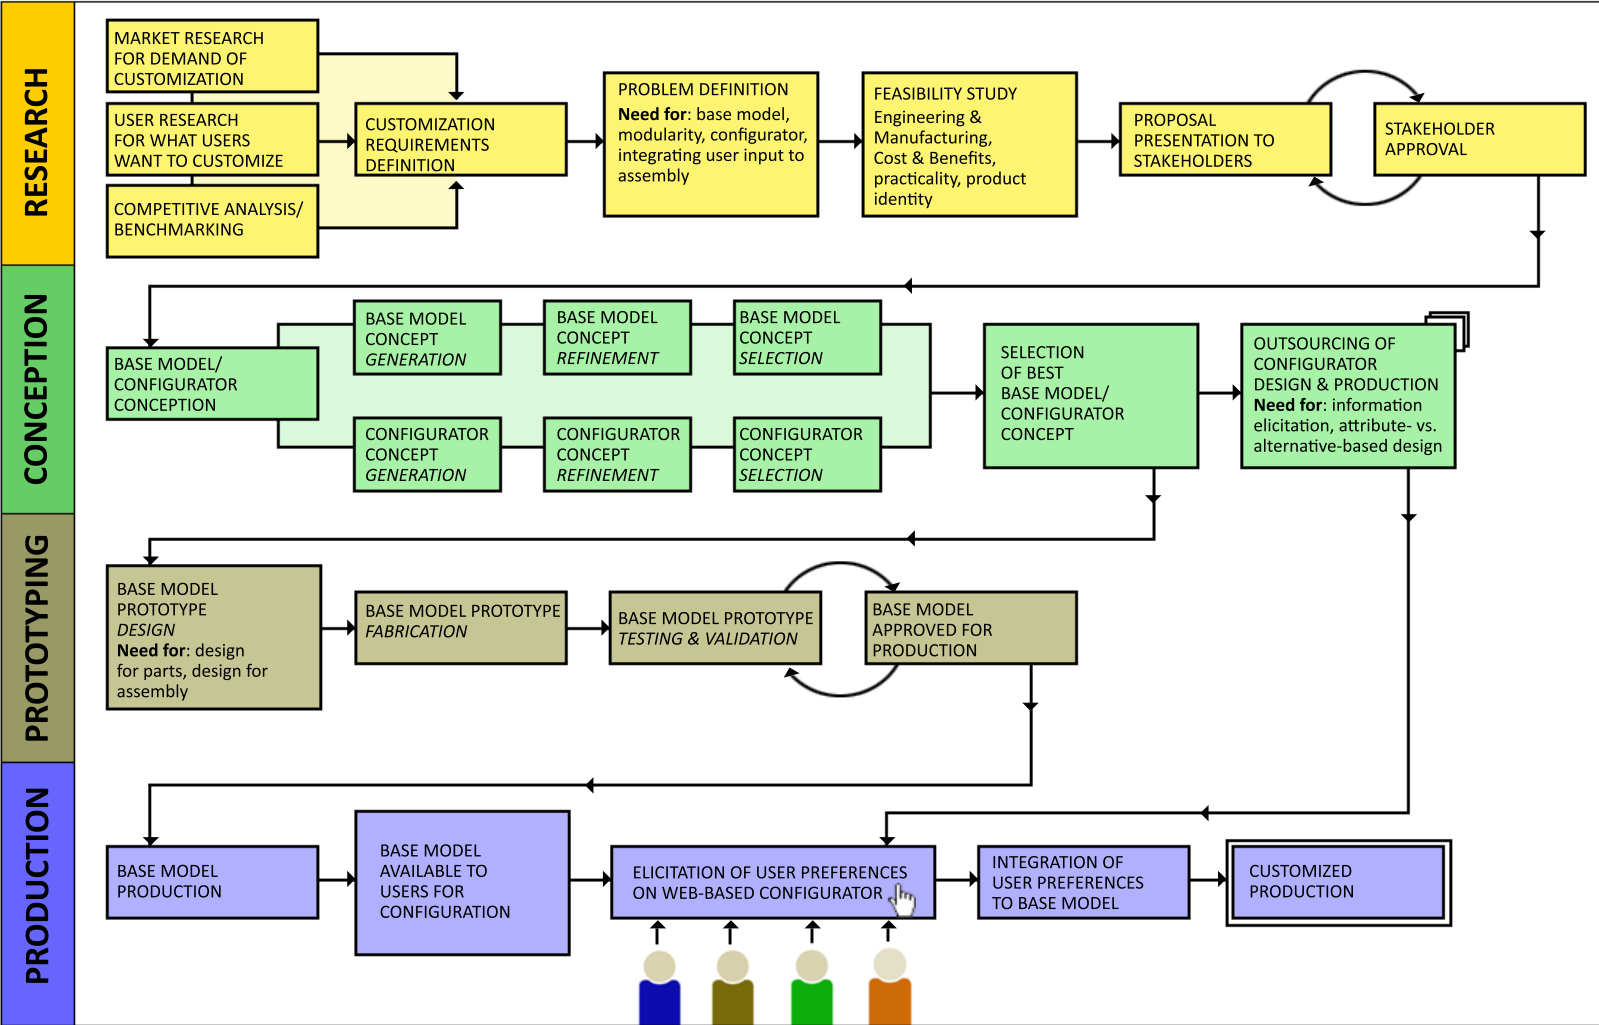 RESEARCH
MARKET RESEARCH
FOR DEMAND OF
CUSTOMIZATION
USER RESEARCH
FOR WHAT USERS
WANT TO CUSTOMIZE
COMPETITIVE ANALYSIS/
BENCHMARKING
CUSTOMIZATION
REQUIREMENTS
DEFINITION
PROBLEM DEFINITION
Need for: base model,
modularity, configurator,
integrating user input to
assembly
FEASIBILITY STUDY
Engineering &
Manufacturing,
Cost & Benefits,
practicality, product
identity
PROPOSAL
PRESENTATION TO
STAKEHOLDERS
STAKEHOLDER
APPROVAL
CONCEPTION
BASE MODEL/
CONFIGURATOR
CONCEPTION
BASE MODEL
CONCEPT
GENERATION
BASE MODEL
CONCEPT
REFINEMENT
BASE MODEL
CONCEPT
SELECTION
CONFIGURATOR
CONCEPT
GENERATION
CONFIGURATOR
CONCEPT
REFINEMENT
CONFIGURATOR
CONCEPT
SELECTION
SELECTION
OF BEST
BASE MODEL/
CONFIGURATOR
CONCEPT
OUTSOURCING OF
CONFIGURATOR
DESIGN & PRODUCTION
Need for: information
elicitation, attribute- vs.
alternative-based design
PROTOTYPING
BASE MODEL
PROTOTYPE
DESIGN
Need for: design
for parts, design for
assembly
BASE MODEL PROTOTYPE
FABRICATION
BASE MODEL PROTOTYPE
TESTING & VALIDATION
BASE MODEL
APPROVED FOR
PRODUCTION
PRODUCTION
BASE MODEL
PRODUCTION
BASE MODEL
AVAILABLE TO
USERS FOR
CONFIGURATION
ELICITATION OF USER PREFERENCES
ON WEB-BASED CONFIGURATOR
INTEGRATION OF
USER PREFERENCES
TO BASE MODEL
CUSTOMIZED
PRODUCTION